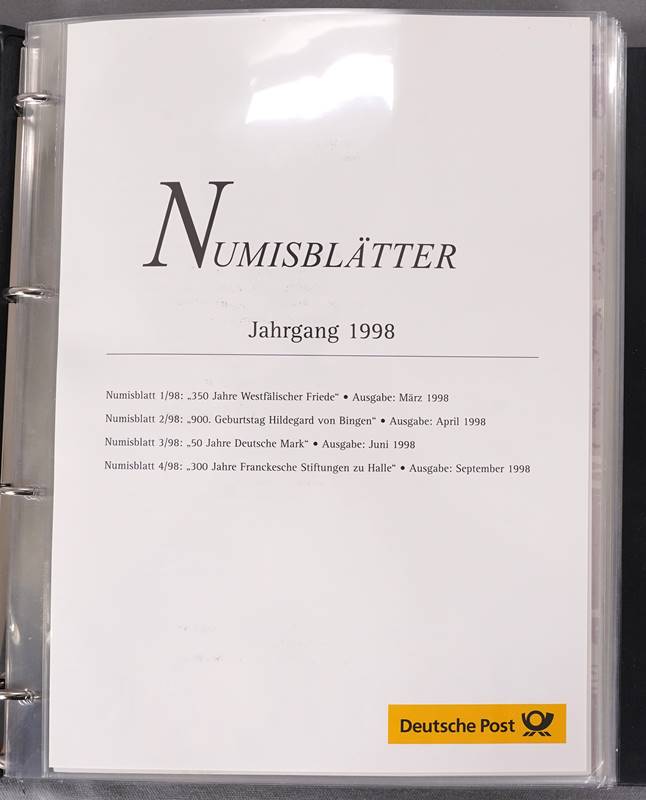 NUMISBLÄTTER
Jahrgang 1998
Numisblatt 1/98: „350 Jahre Westfälischer Friede“ • Ausgabe: März 1998
Numisblatt 2/98: „900. Geburtstag Hildegard von Bingen“ • Ausgabe: April 1998
Numisblatt 3/98: „50 Jahre Deutsche Mark“ • Ausgabe: Juni 1998
Numisblatt 4/98: „300 Jahre Franckesche Stiftungen zu Halle“ • Ausgabe: September 1998
Deutsche Post